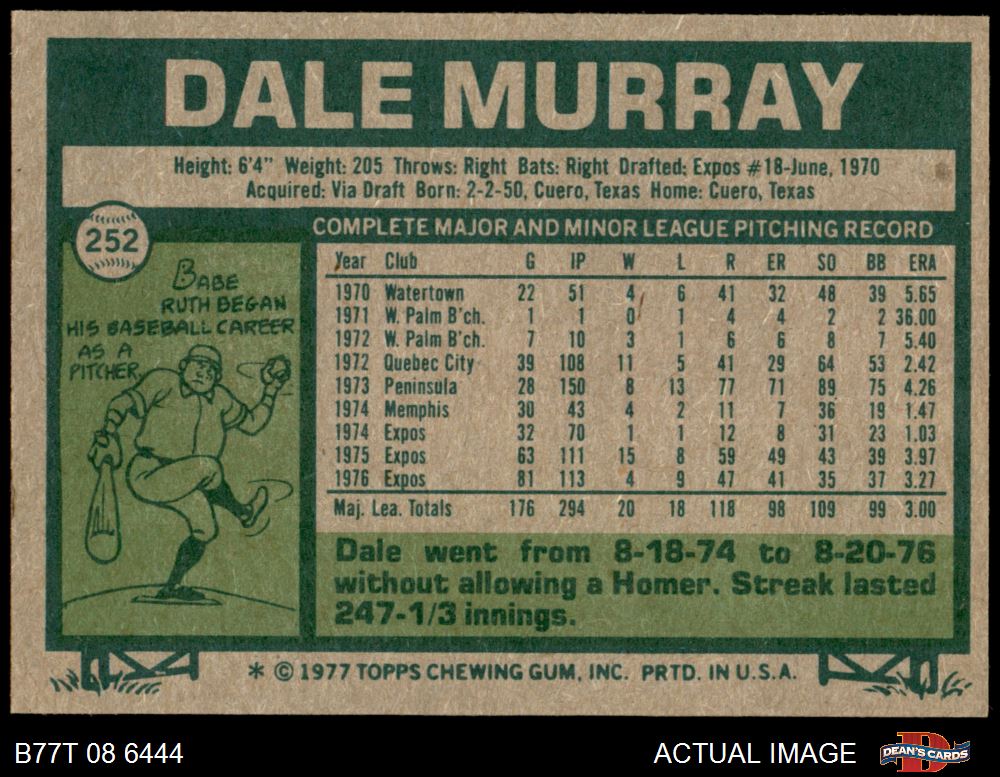 DALE MURRAY
Height: 6'4" Weight: 205 Throws: Right Bats: Right Drafted: Expos #18-June, 1970
Acquired: Via Draft Born: 2-2-50, Cuero, Texas Home: Cuero, Texas
252
BABE
RUTH BEGAN
HIS BASEBALL CAREER
AS A
PITCHER
COMPLETE MAJOR AND MINOR LEAGUE PITCHING RECORD
Year Club G IP W L R ER SO BB ERA
1970 Watertown 22 51 4 6 41 32 48 39 5.65
1971 W. Palm B'ch. 1 1 0 1 4 4 2 2 36.00
1972 W. Palm B'ch. 7 10 3 1 6 6 8 7 5.40
1972 Quebec City 39 108 11 5 41 29 64 53 2.42
1973 Peninsula 28 150 8 13 77 71 89 75 4.26
1974 Memphis 30 43 4 2 11 7 36 19 1.47
1974 Expos 32 70 1 1 12 8 31 23 1.03
1975 Expos 63 111 15 8 59 49 43 39 3.97
1976 Expos 81 113 4 9 47 41 35 37 3.27
Maj. Lea. Totals 176 294 20 18 118 98 109 99 3.00
Dale went from 8-18-74 to 8-20-76
without allowing a Homer. Streak lasted
247-1/3 innings.
* © 1977 TOPPS CHEWING GUM, INC. PRTD. IN U.S.A.
B77T 08 6444
ACTUAL IMAGE
DEAN'S CARDS